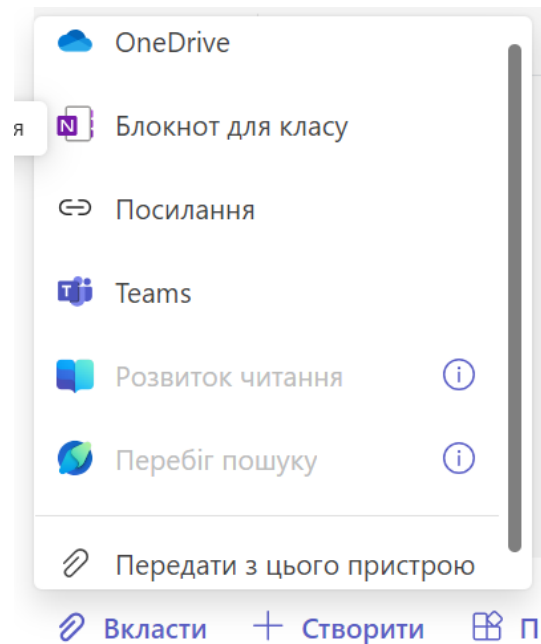 OneDrive
я
Блокнот для класу
Посилання
Teams
Розвиток читання
Перебіг пошуку
Передати з цього пристрою
Вкласти + Створити П